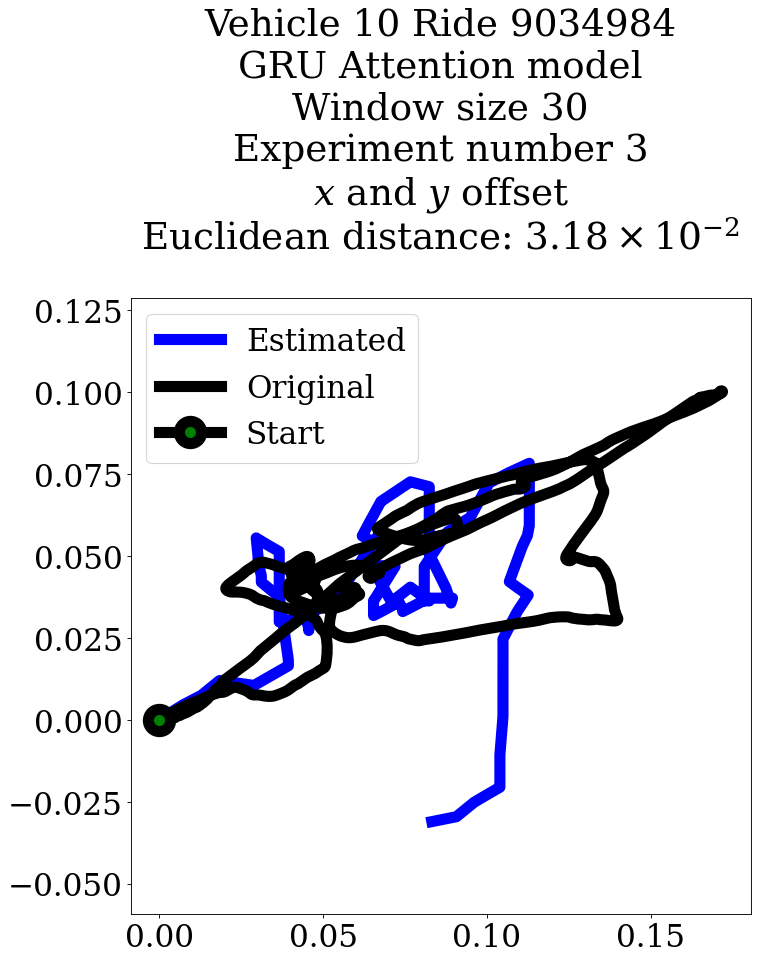 Vehicle 10 Ride 9034984
GRU Attention model
Window size 30
Experiment number 3
x and y offset
Euclidean distance: 3.18 × 10⁻²
0.125
0.100
0.075
0.050
0.025
0.000
−0.025
−0.050
Estimated
Original
Start
0.00 0.05 0.10 0.15